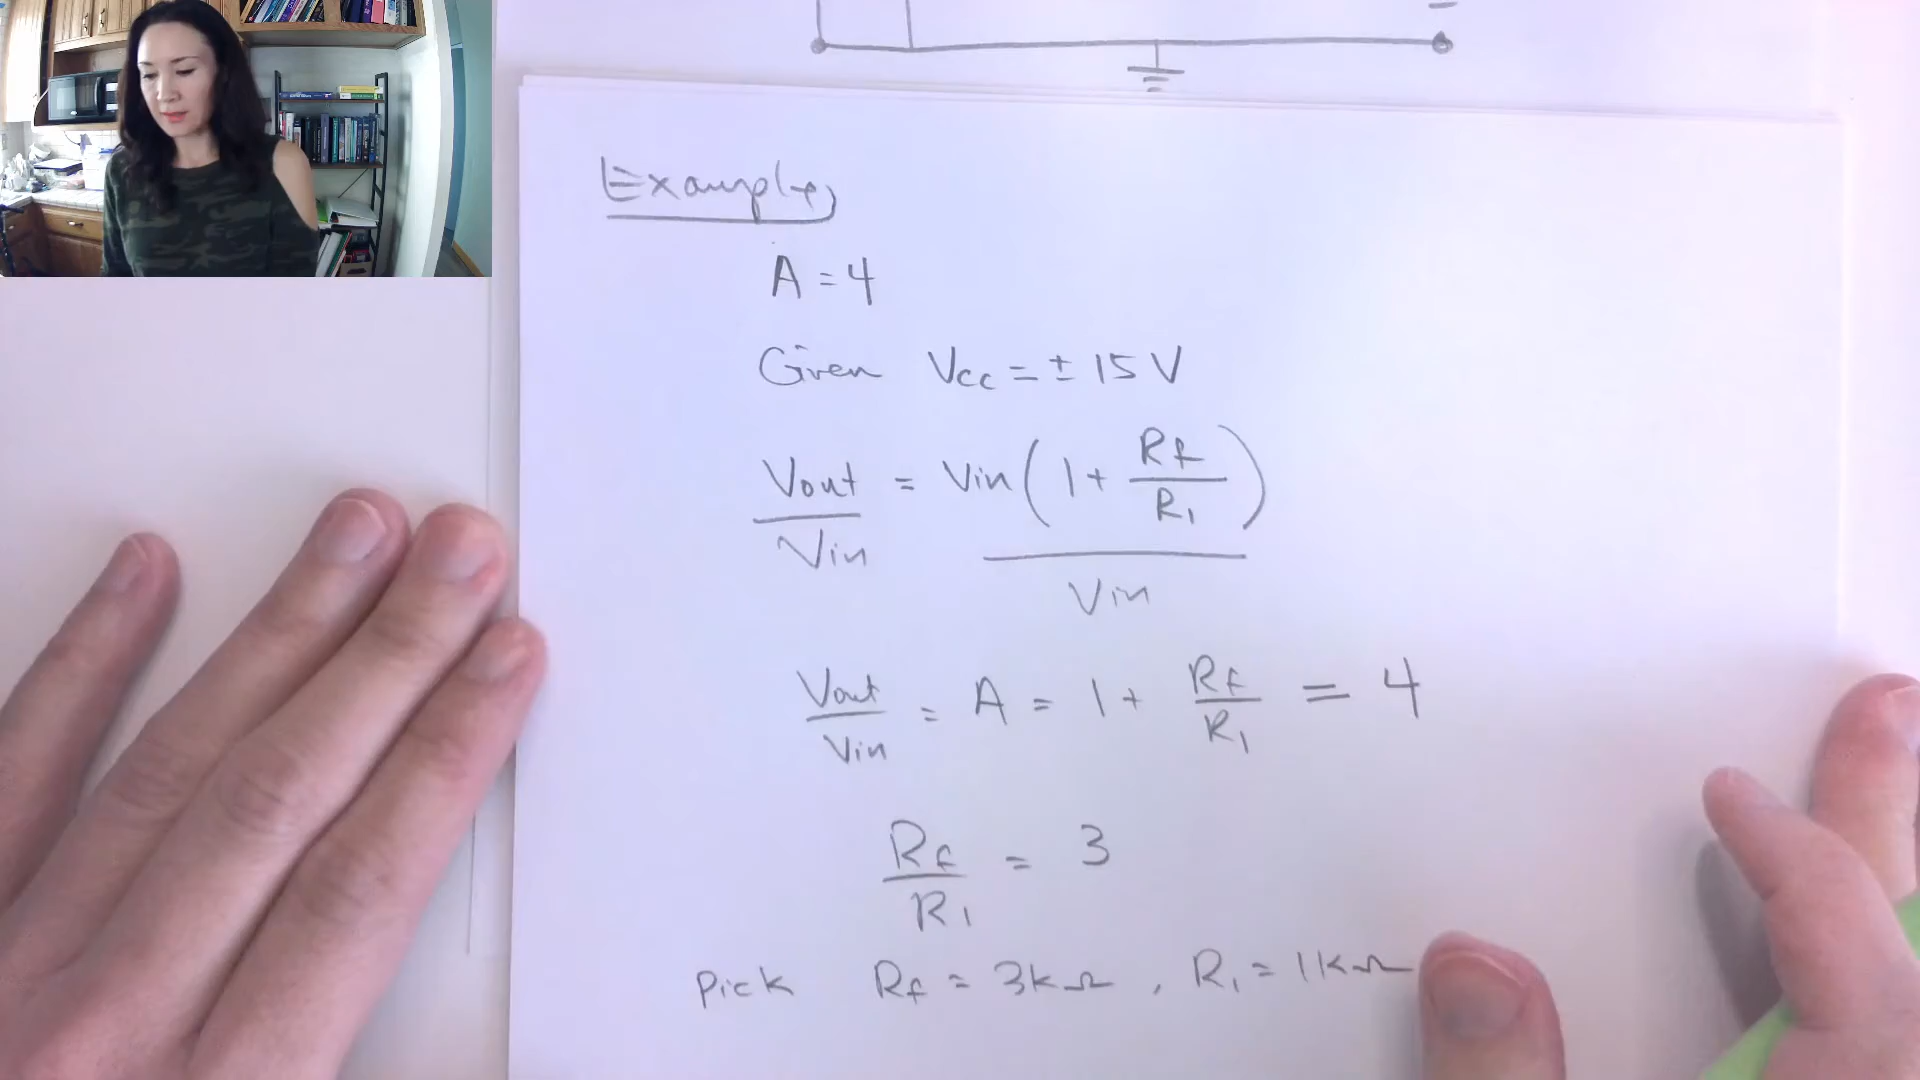 Example,
A = 4
Given Vcc = ± 15 V
Vout/Vin = Vin(1 + Rf/R1)/Vin
Vout/Vin = A = 1 + Rf/R1 = 4
Rf/R1 = 3
Pick Rf = 3kΩ, R1 = 1kΩ